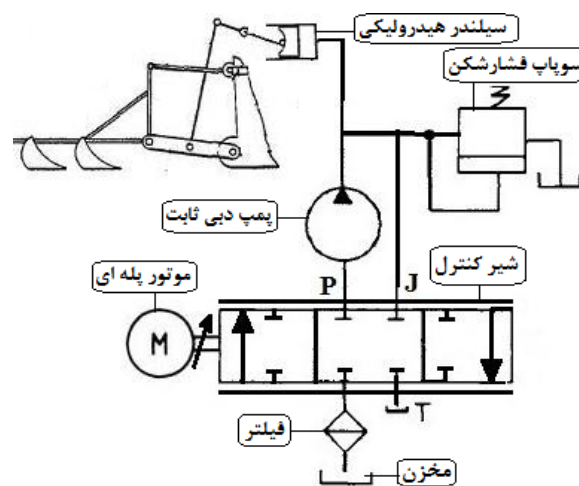 سیلندر هیدرولیکی
سوپاپ فشارشکن
پمپ دبی ثابت
شیر کنترل
P
J
موتور پله ای
M
T
فیلتر
مخزن